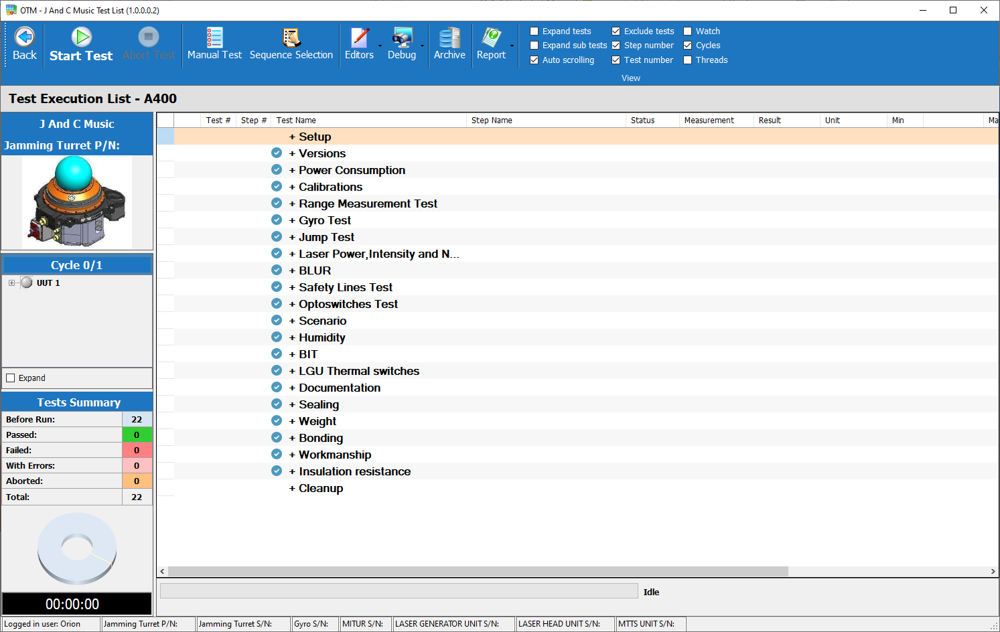 OTM - J And C Music Test List (1.0.0.0.2)
Back
Start Test
Abort Test
Manual Test
Sequence Selection
Editors
Debug
Archive
Report
Expand tests
Exclude tests
Watch
Expand sub tests
Step number
Cycles
Auto scrolling
Test number
Threads
View
Test Execution List - A400
J And C Music
Jamming Turret P/N:
Cycle 0/1
UUT 1
Expand
Tests Summary
Before Run: 22
Passed: 0
Failed: 0
With Errors: 0
Aborted: 0
Total: 22
00:00:00
Test # Step # Test Name Step Name Status Measurement Result Unit Min Ma
+ Setup
+ Versions
+ Power Consumption
+ Calibrations
+ Range Measurement Test
+ Gyro Test
+ Jump Test
+ Laser Power,Intensity and N...
+ BLUR
+ Safety Lines Test
+ Optoswitches Test
+ Scenario
+ Humidity
+ BIT
+ LGU Thermal switches
+ Documentation
+ Sealing
+ Weight
+ Bonding
+ Workmanship
+ Insulation resistance
+ Cleanup
Idle
Logged in user: Orion
Jamming Turret P/N:
Jamming Turret S/N:
Gyro S/N:
MITUR S/N:
LASER GENERATOR UNIT S/N:
LASER HEAD UNIT S/N:
MTTS UNIT S/N: